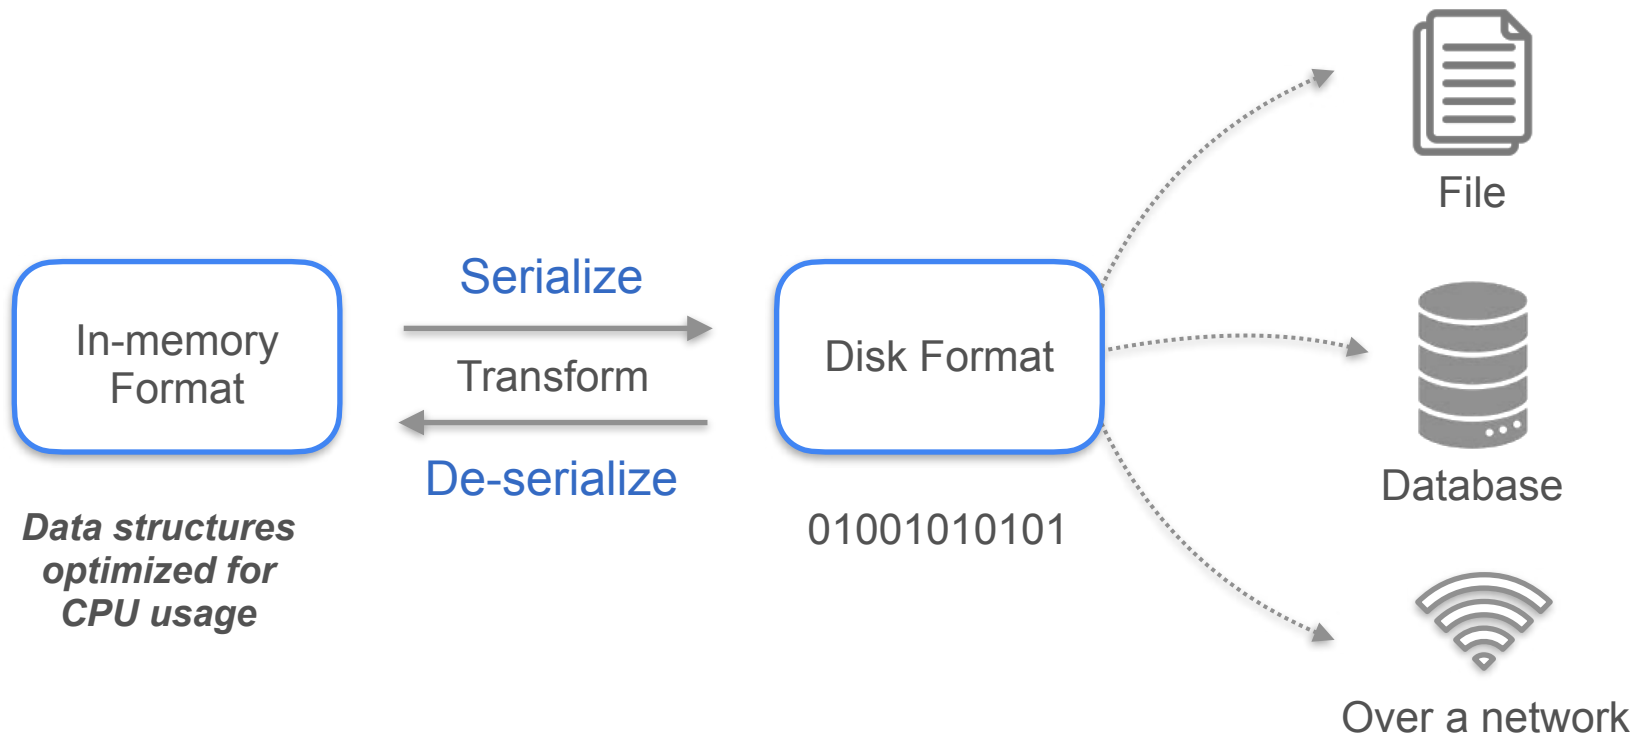 File
Serialize
In-memory
Format
Transform
Disk Format
De-serialize
Database
Data structures
optimized for
CPU usage
01001010101
Over a network